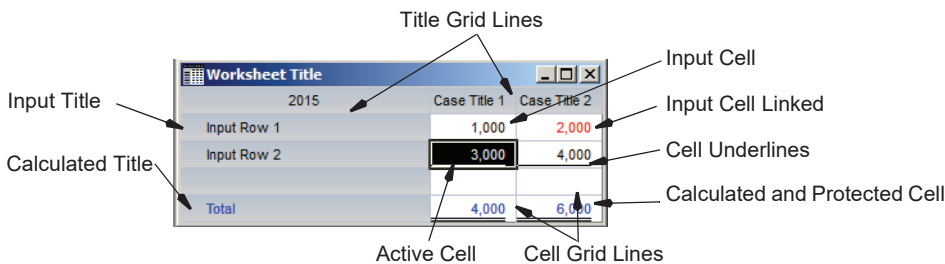 Title Grid Lines
Worksheet Title
Input Cell
2015 Case Title 1 Case Title 2
Input Title
Input Row 1 1,000 2,000
Input Cell Linked
Input Row 2 3,000 4,000
Cell Underlines
Calculated Title
Calculated and Protected Cell
Total 4,000 6,000
Active Cell
Cell Grid Lines